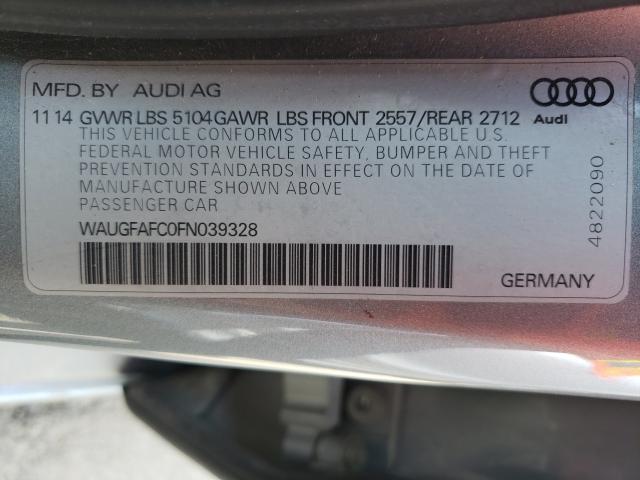 MFD. BY AUDI AG
11 14 GVWR LBS 5104 GAWR LBS FRONT 2557/REAR 2712
Audi
THIS VEHICLE CONFORMS TO ALL APPLICABLE U.S.
FEDERAL MOTOR VEHICLE SAFETY, BUMPER AND THEFT
PREVENTION STANDARDS IN EFFECT ON THE DATE OF
MANUFACTURE SHOWN ABOVE
PASSENGER CAR
WAUGFAFC0FN039328
GERMANY
4822090